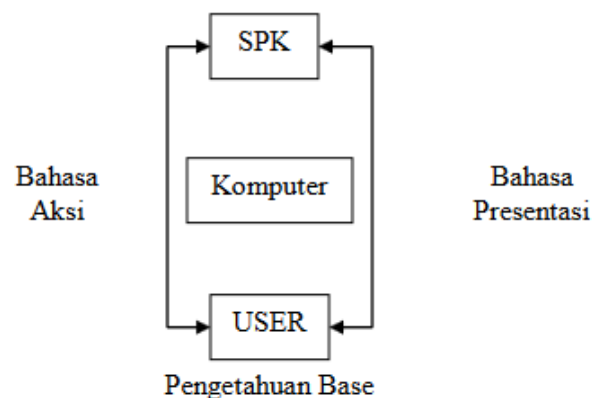 SPK
Bahasa
Aksi
Komputer
Bahasa
Presentasi
USER
Pengetahuan Base